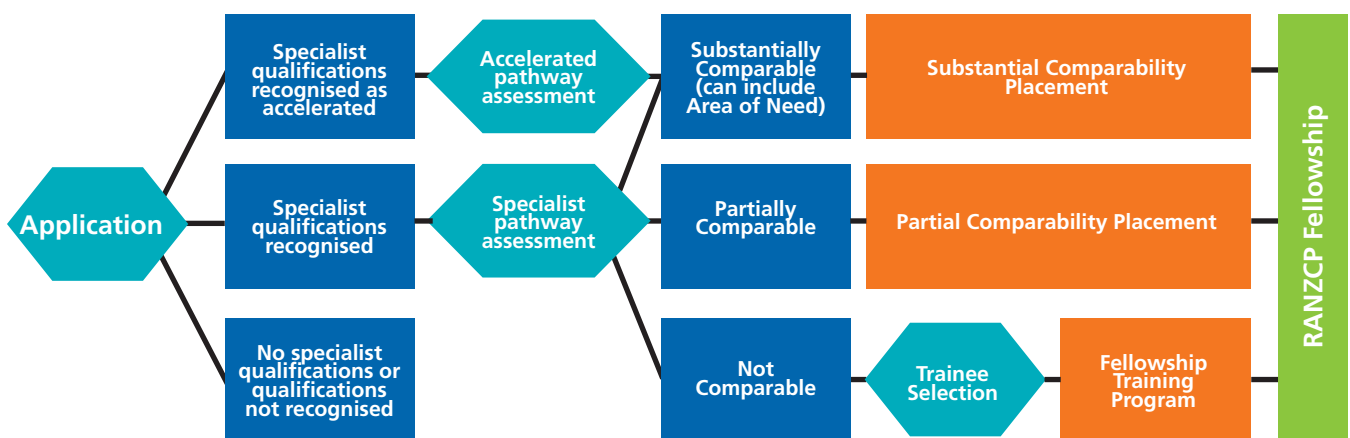 Application
Specialist
qualifications
recognised as
accelerated
Accelerated
pathway
assessment
Substantially
Comparable
(can include
Area of Need)
Substantial Comparability
Placement
Specialist
qualifications
recognised
Specialist
pathway
assessment
Partially
Comparable
Partial Comparability Placement
No specialist
qualifications or
qualifications
not recognised
Not
Comparable
Trainee
Selection
Fellowship
Training
Program
RANZCP Fellowship